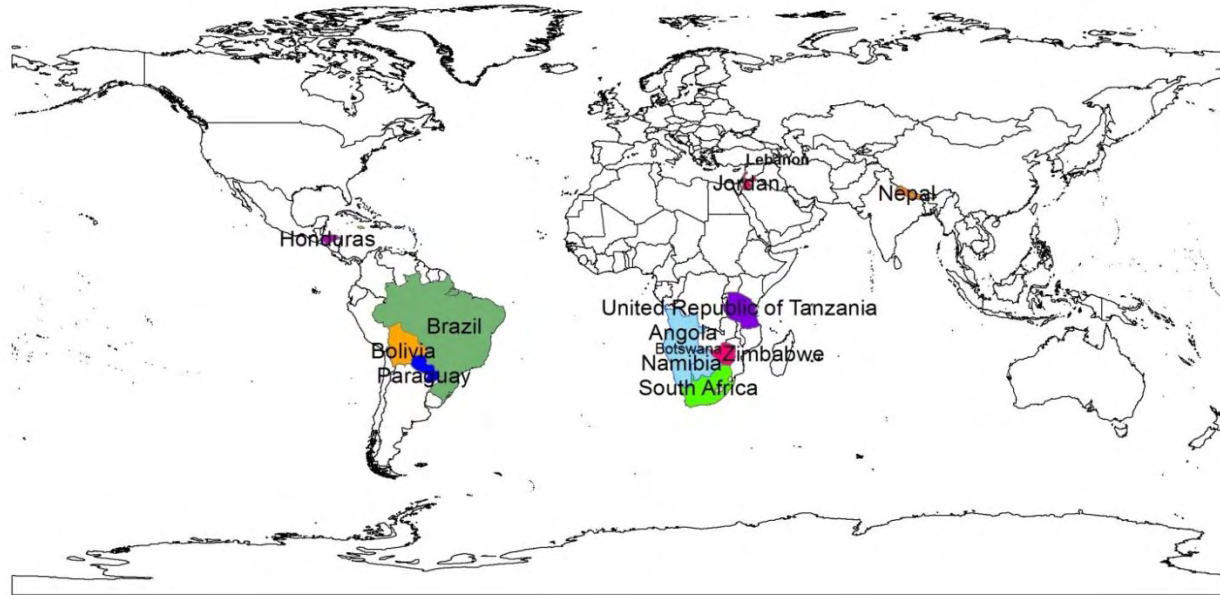 Lebanon
Jordan
Nepal
Honduras
United Republic of Tanzania
Brazil
Angola
Botswana
Bolivia
Zimbabwe
Namibia
Paraguay
South Africa